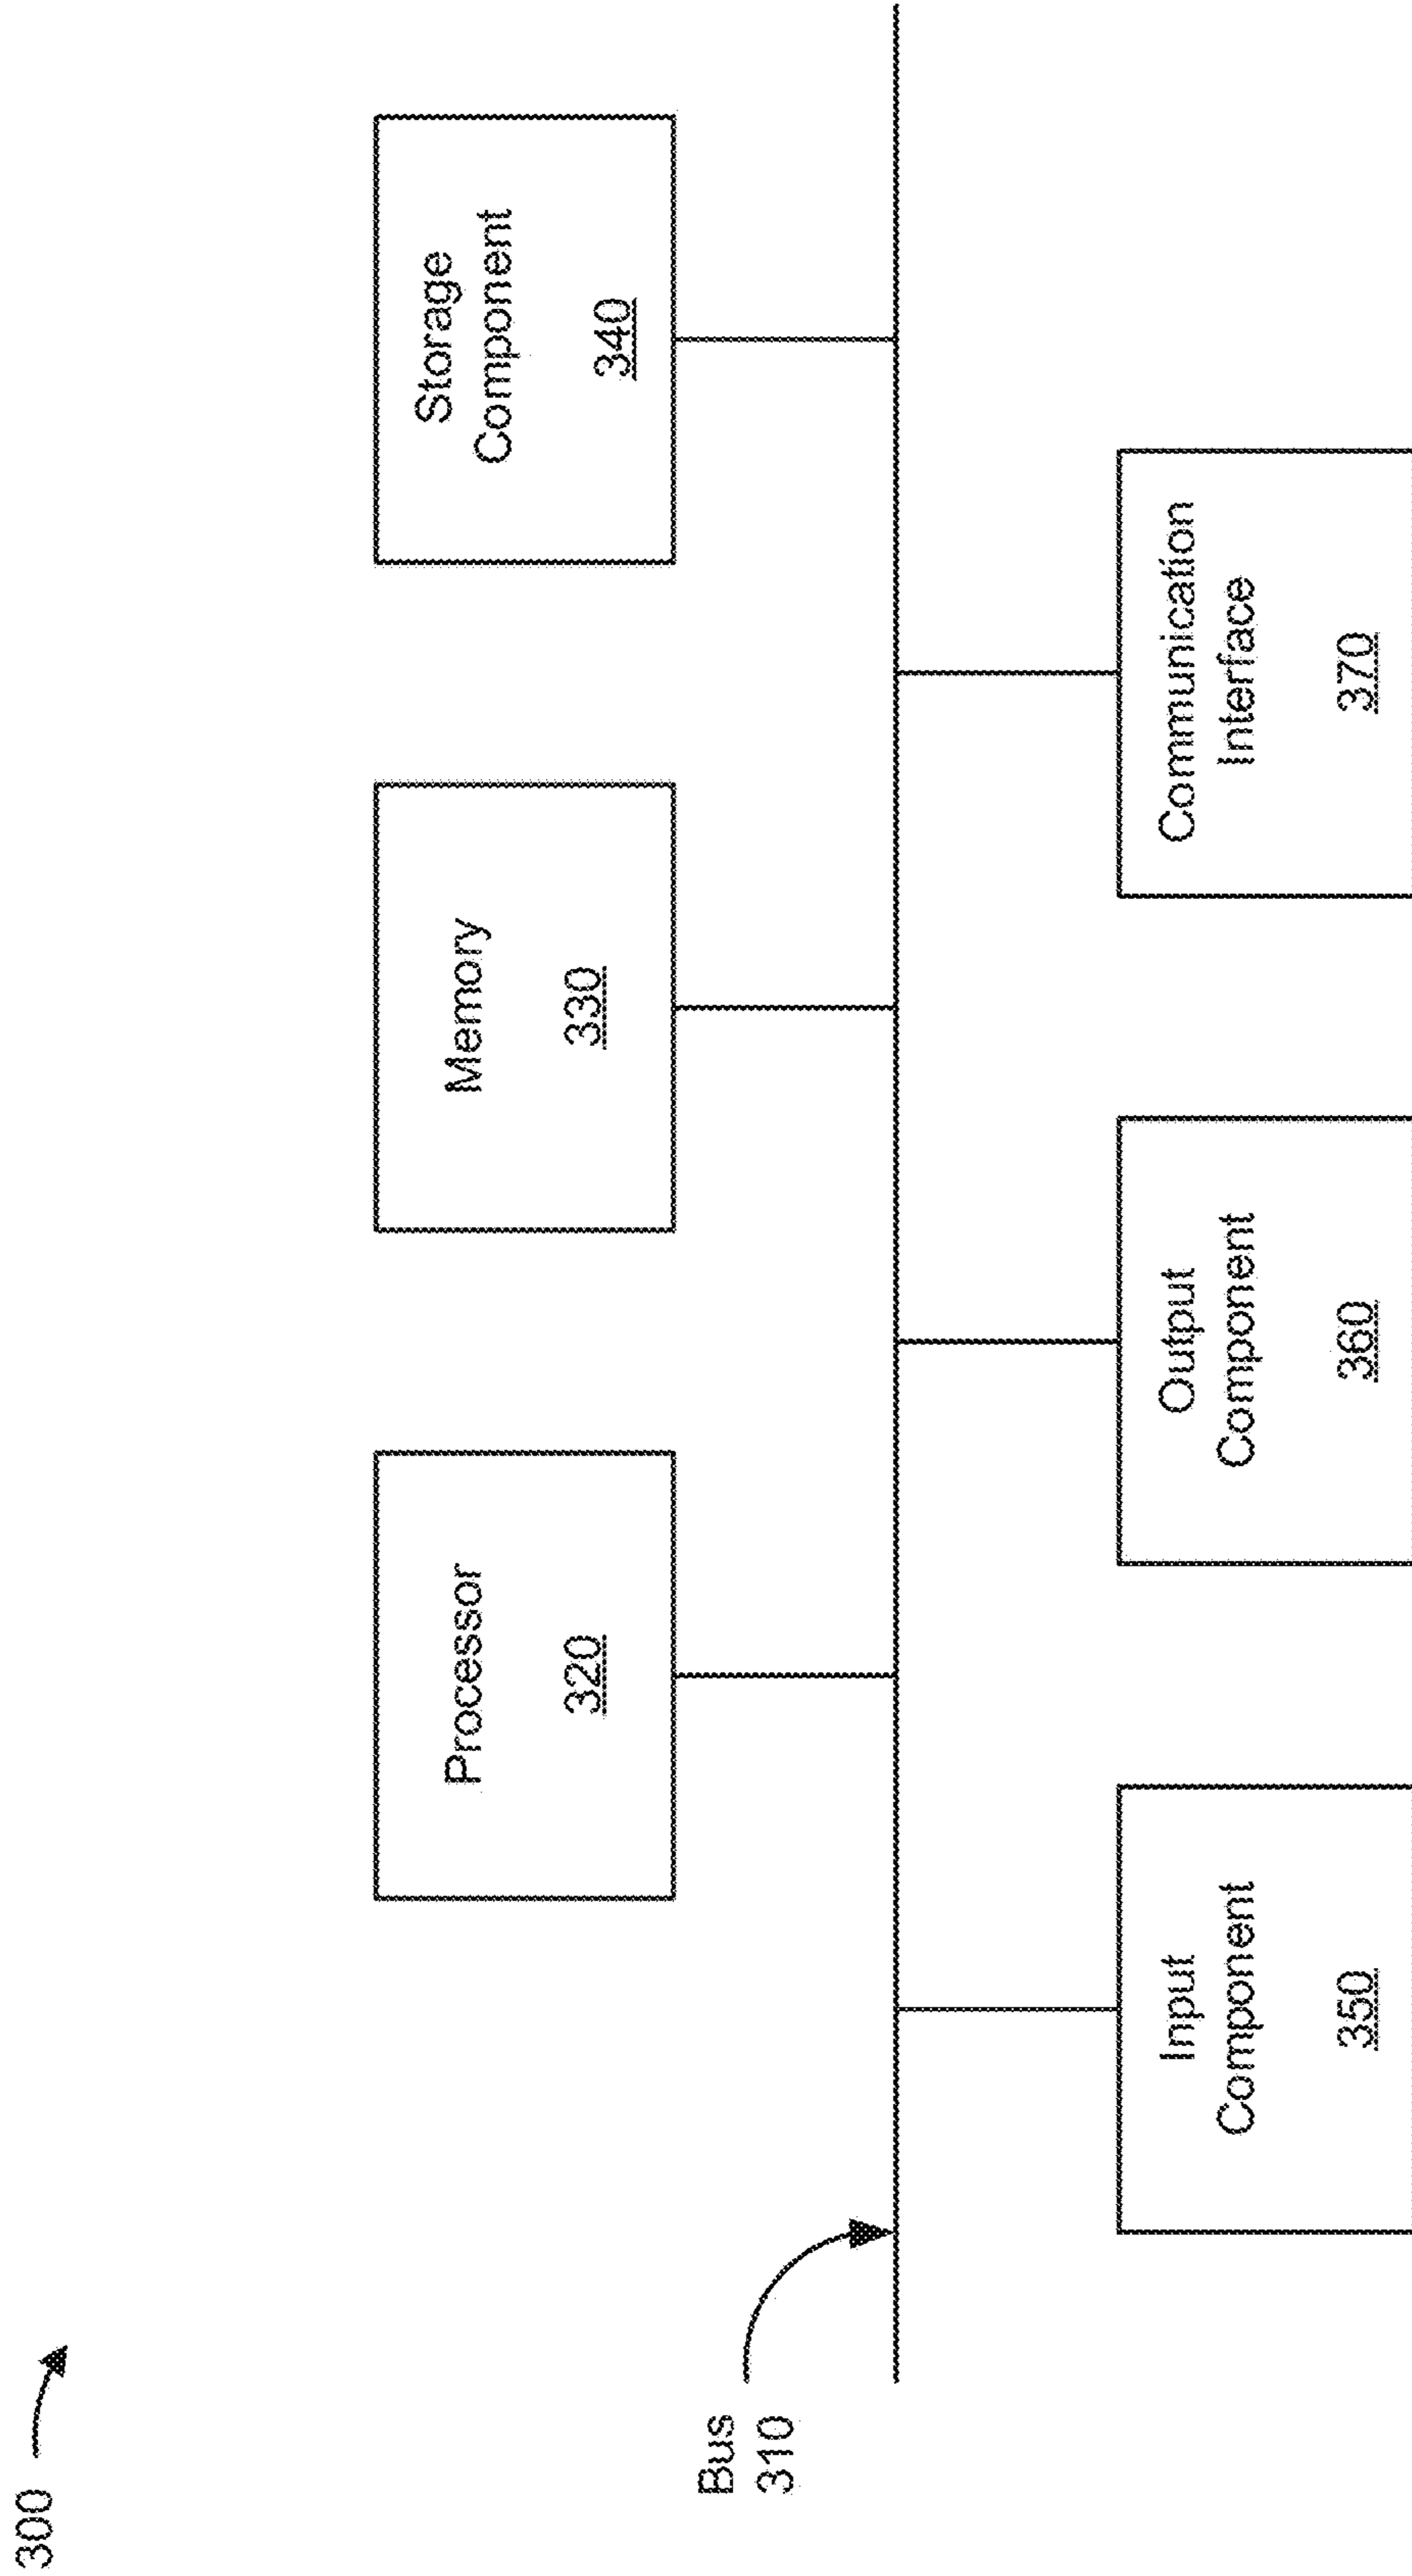 300
Bus
310
Processor
320
Memory
330
Storage
Component
340
Input
Component
350
Output
Component
360
Communication
Interface
370